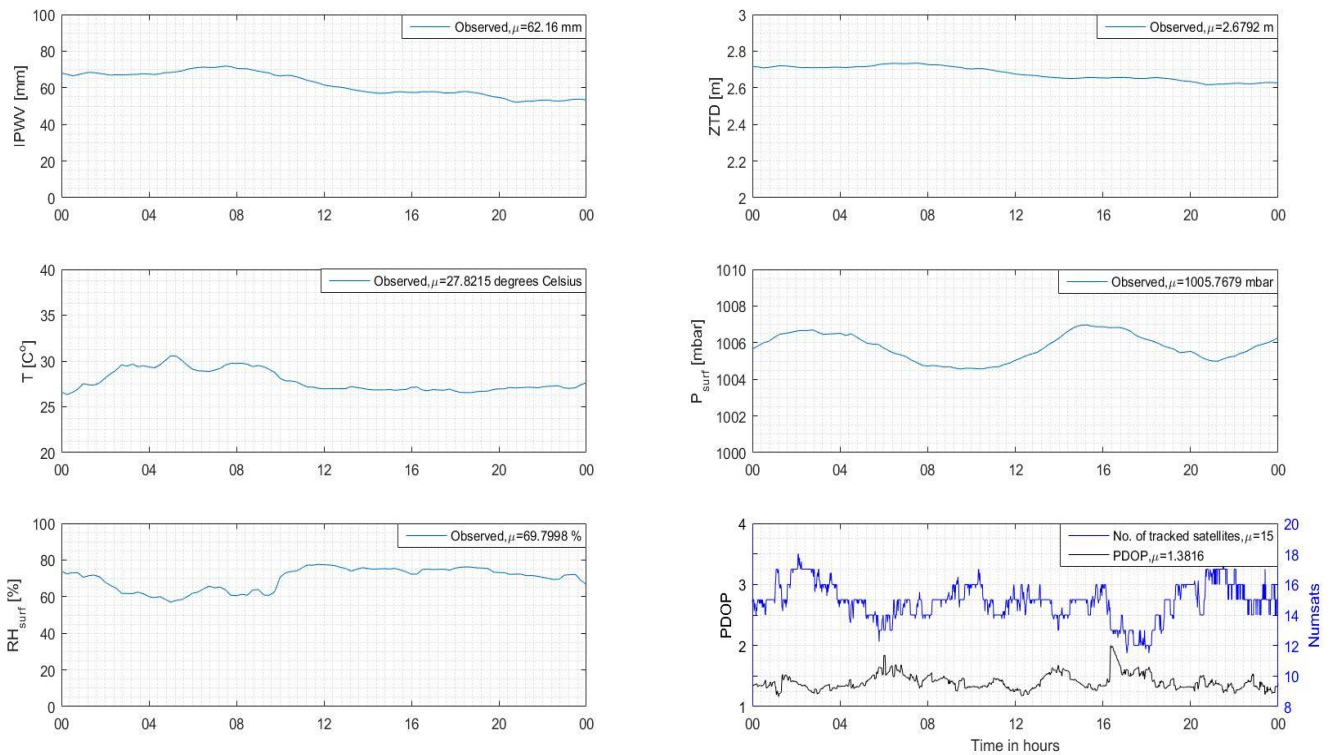 Observed,μ=62.16 mm
IPWV [mm]
100
80
60
40
20
0
00 04 08 12 16 20 00
Observed,μ=2.6792 m
ZTD [m]
3
2.8
2.6
2.4
2.2
2
00 04 08 12 16 20 00
Observed,μ=27.8215 degrees Celsius
T [C°]
40
35
30
25
20
00 04 08 12 16 20 00
Observed,μ=1005.7679 mbar
P surf [mbar]
1010
1008
1006
1004
1002
1000
00 04 08 12 16 20 00
Observed,μ=69.7998 %
RH surf [%]
100
80
60
40
20
0
00 04 08 12 16 20 00
No. of tracked satellites,μ=15
PDOP,μ=1.3816
PDOP
4
3
2
1
20
18
16
14
12
10
8
Numsats
00 04 08 12 16 20 00
Time in hours